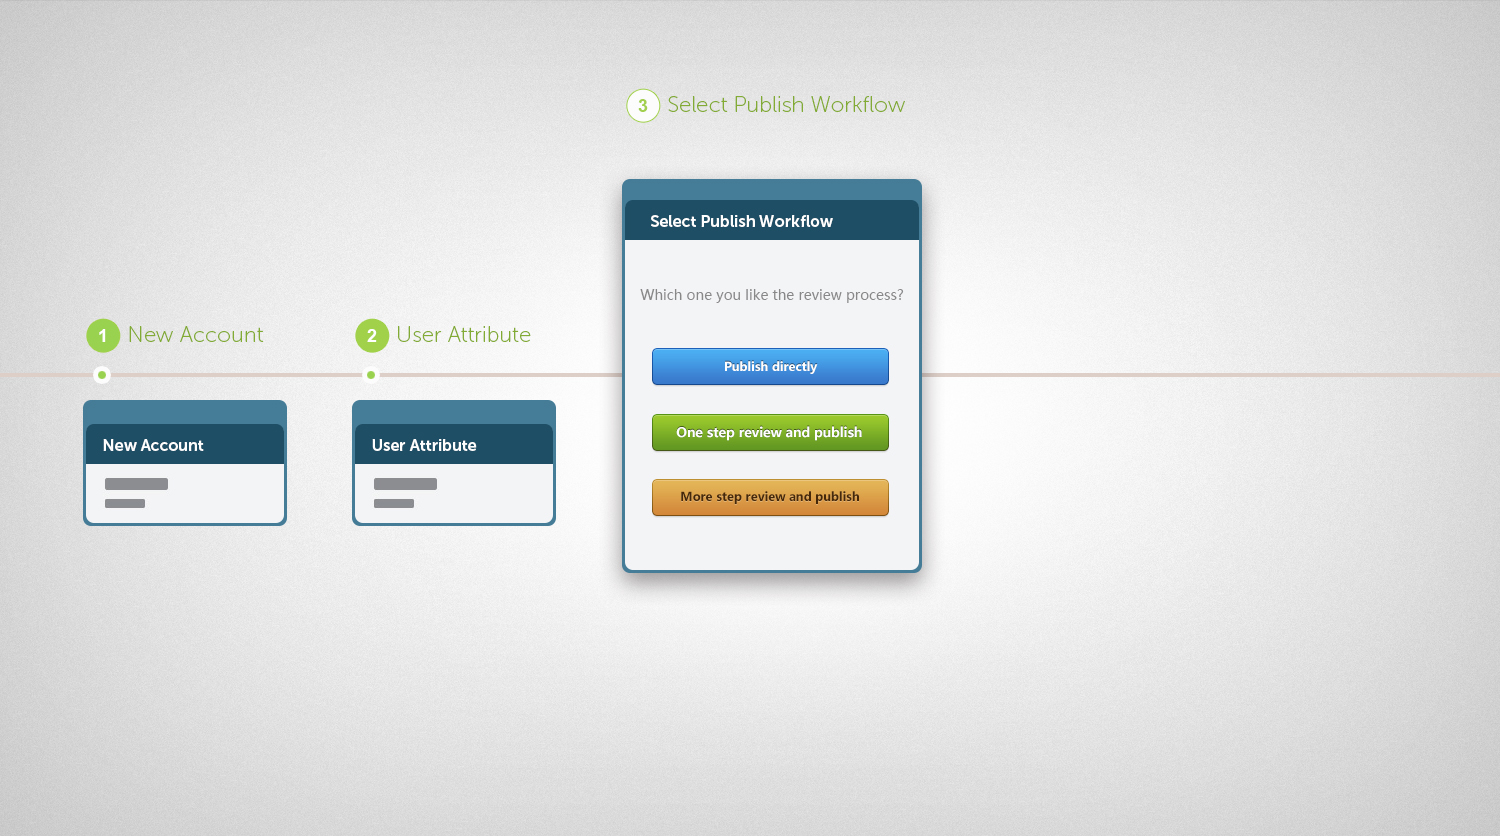 3 Select Publish Workflow
Select Publish Workflow
Which one you like the review process?
Publish directly
One step review and publish
More step review and publish
1 New Account
New Account
2 User Attribute
User Attribute